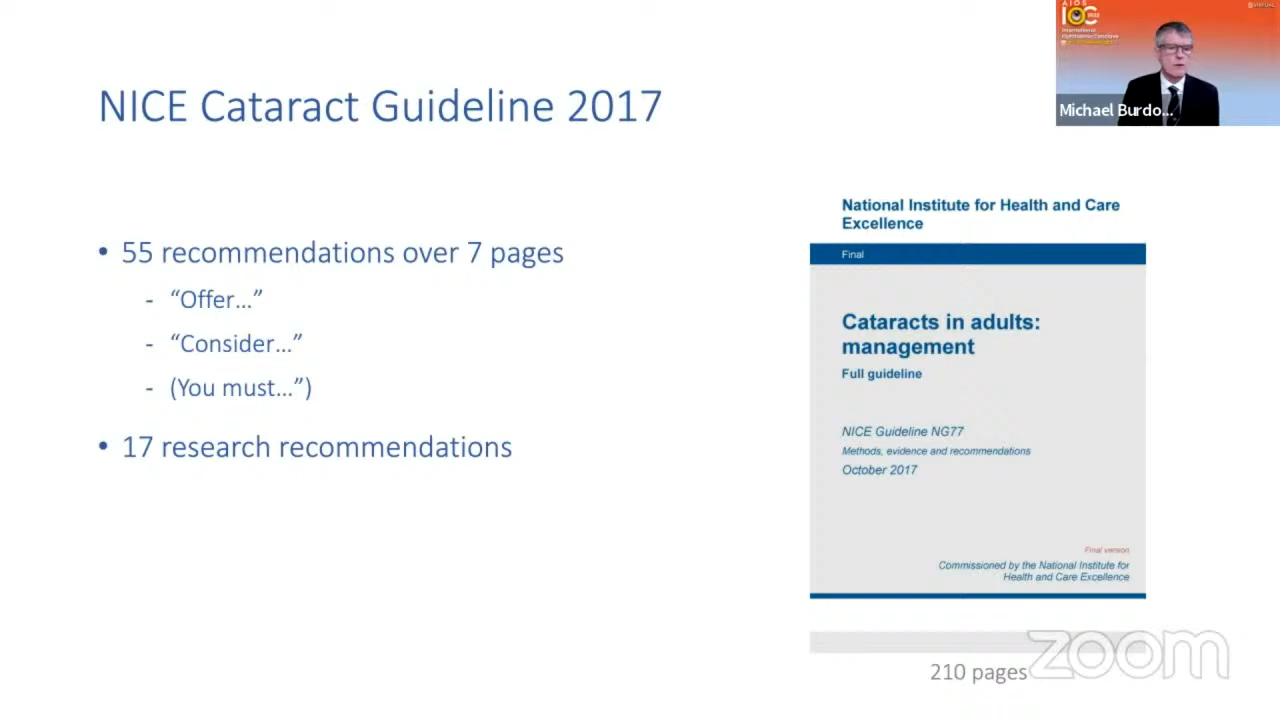 NICE Cataract Guideline 2017
• 55 recommendations over 7 pages
- “Offer…”
- “Consider…”
- (You must…”)
• 17 research recommendations
AIOS
IOC
Michael Burdo...
National Institute for Health and Care
Excellence
Final
Cataracts in adults:
management
Full guideline
NICE Guideline NG77
Methods, evidence and recommendations
October 2017
Final version
Commissioned by the National Institute for
Health and Care Excellence
210 pages
zoom